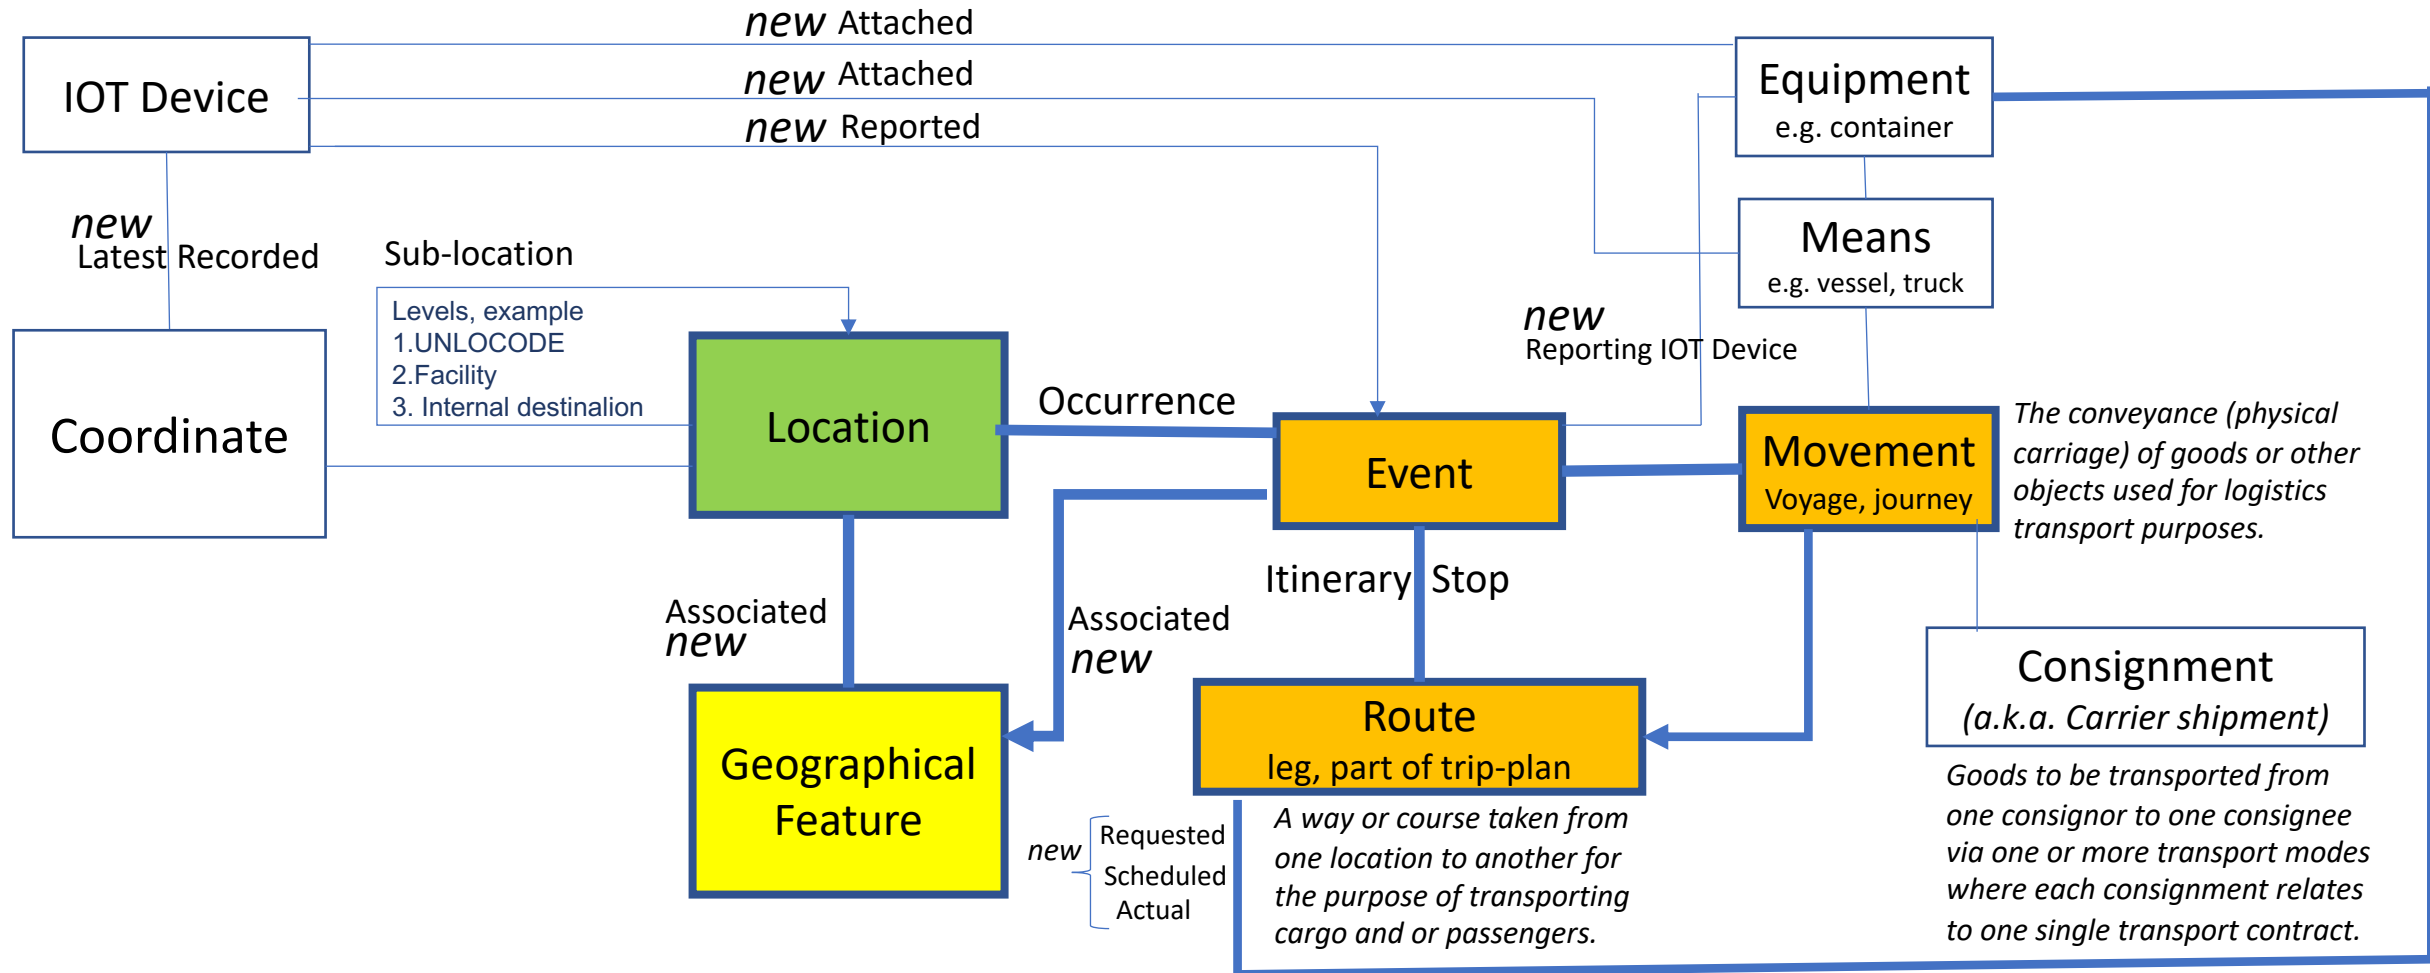 new Attached
new Attached
new Reported
IOT Device
Equipment
e.g. container
new
Latest Recorded
Sub-location
Means
e.g. vessel, truck
Levels, example
1.UNLOCODE
2.Facility
3. Internal destinalion
new
Reporting IOT Device
Coordinate
Location
Occurrence
Event
Movement
Voyage, journey
The conveyance (physical
carriage) of goods or other
objects used for logistics
transport purposes.
Itinerary Stop
Associated
new
Associated
new
Consignment
(a.k.a. Carrier shipment)
Route
leg, part of trip-plan
Geographical
Feature
new
Requested
Scheduled
Actual
A way or course taken from
one location to another for
the purpose of transporting
cargo and or passengers.
Goods to be transported from
one consignor to one consignee
via one or more transport modes
where each consignment relates
to one single transport contract.